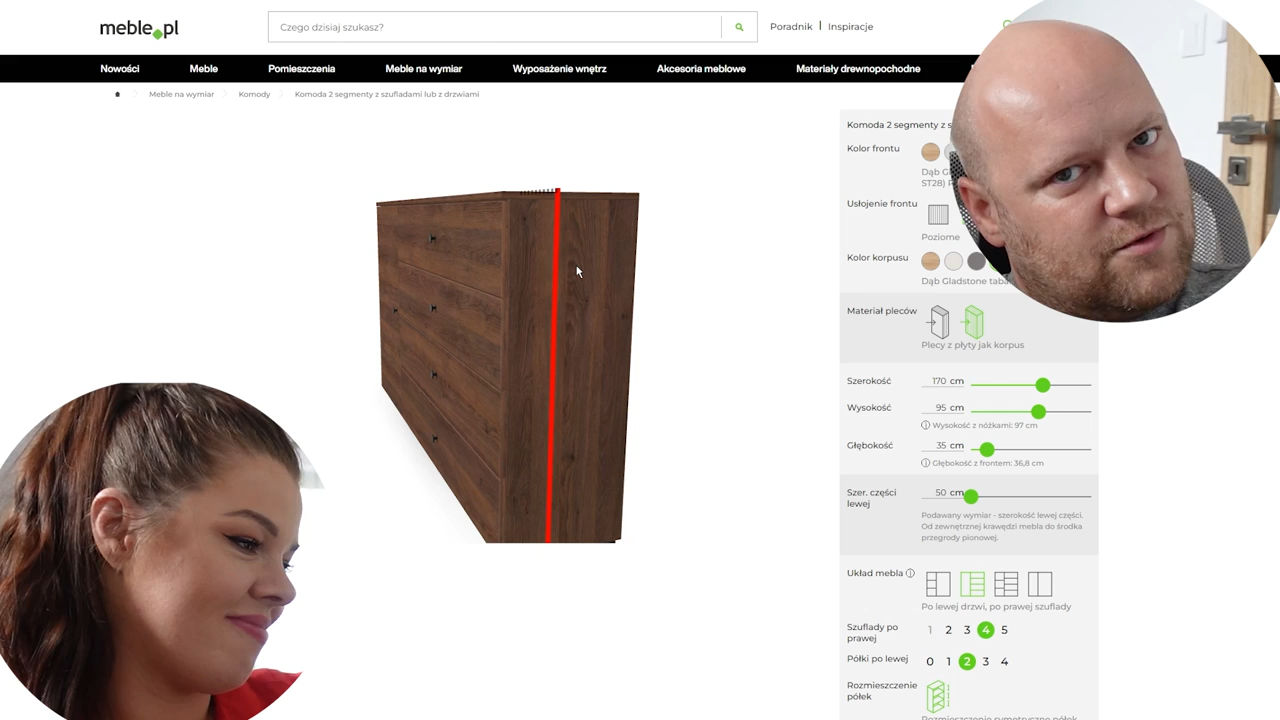 meble.pl
Czego dzisiaj szukasz?
Poradnik | Inspiracje
Nowości Meble Pomieszczenia Meble na wymiar Wyposażenie wnętrz Akcesoria meblowe Materiały drewnopochodne
Meble na wymiar Komody Komoda 2 segmenty z szufladami lub z drzwiami
Komoda 2 segmenty z
Kolor frontu
Dąb
ST28)
Usłojenie frontu
Poziome
Kolor korpusu
Dąb Gladstone
Materiał pleców
Plecy z płyty jak korpus
Szerokość 170 cm
Wysokość 95 cm
Wysokość z nóżkami: 97 cm
Głębokość 35 cm
Głębokość z frontem: 36,8 cm
Szer. części lewej 50 cm
Podawany wymiar - szerokość lewej części.
Od zewnętrznej krawędzi mebla do środka
przegrody pionowej.
Układ mebla
Po lewej drzwi, po prawej szuflady
Szuflady po prawej 1 2 3 4 5
Półki po lewej 0 1 2 3 4
Rozmieszczenie
półek
Rozmieszczenie symetryczne półek